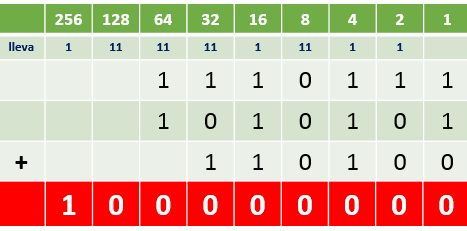 256 128 64 32 16 8 4 2 1
lleva 1 11 11 11 1 11 1 1
1 1 1 0 1 1 1
1 0 1 0 1 0 1
+ 1 1 0 1 0 0
1 0 0 0 0 0 0 0 0